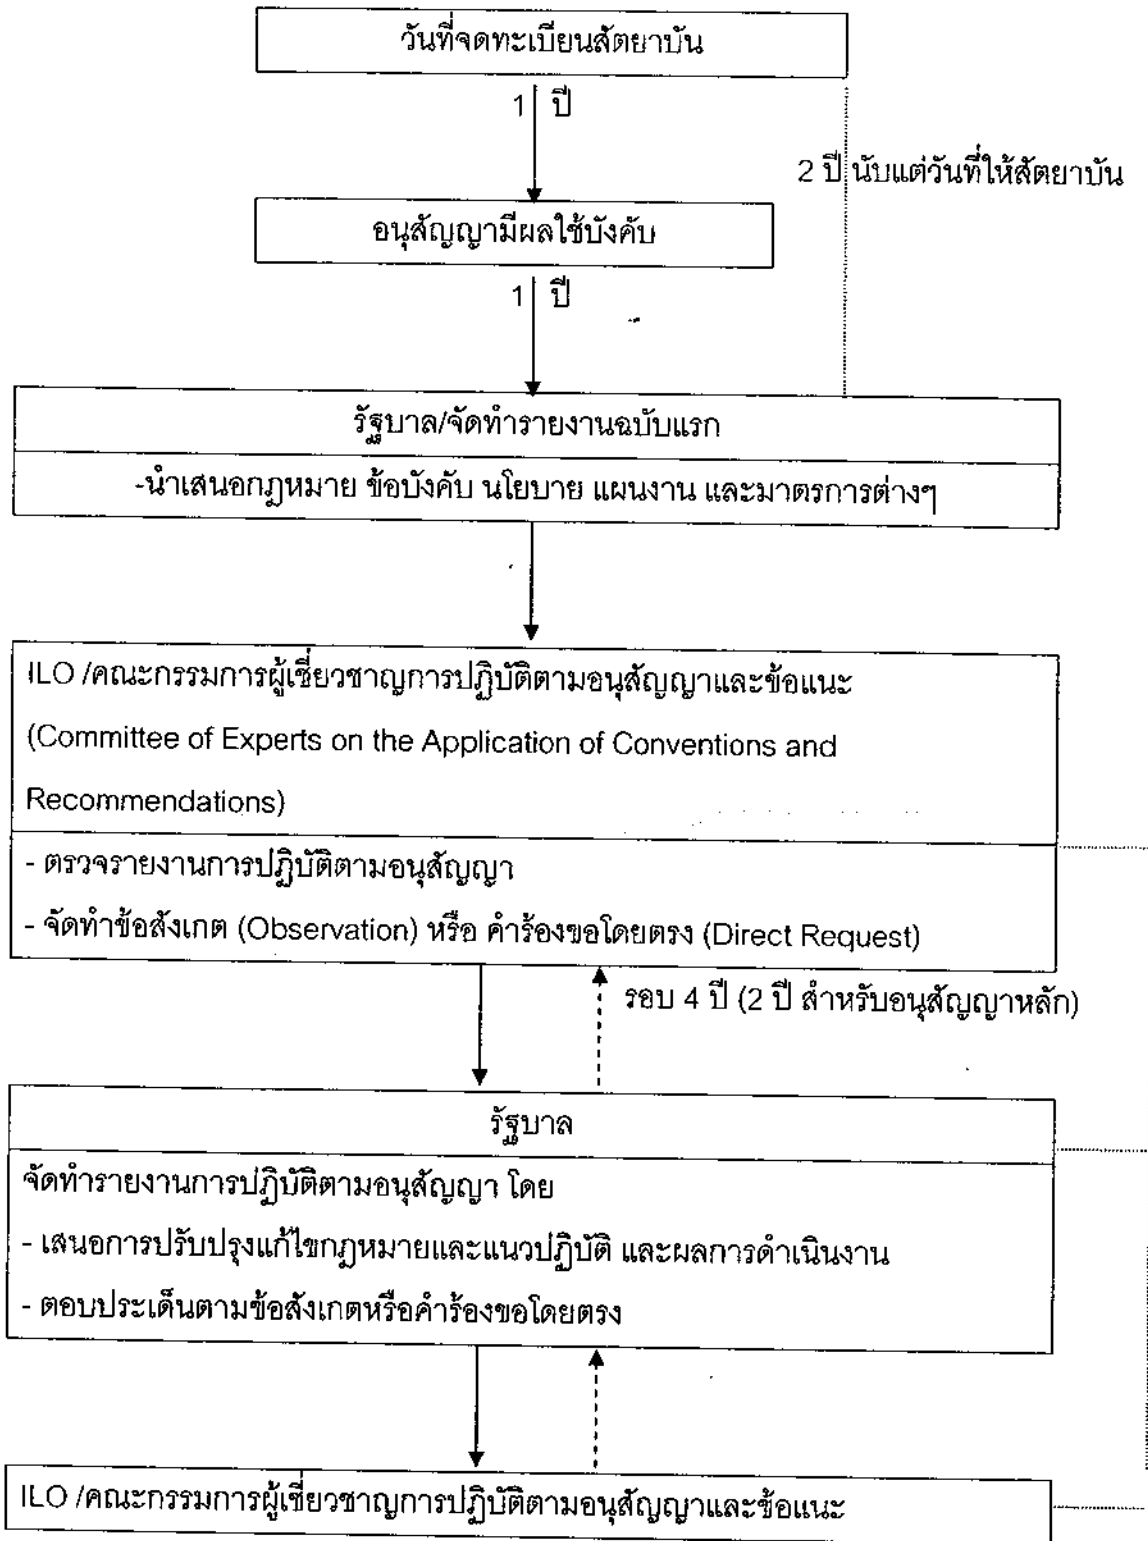 วันที่จดทะเบียนสัตยาบัน
1 ปี
2 ปี นับแต่วันที่ให้สัตยาบัน
อนุสัญญามีผลใช้บังคับ
1 ปี
รัฐบาล/จัดทำรายงานฉบับแรก
-นำเสนอกฎหมาย ข้อบังคับ นโยบาย แผนงาน และมาตรการต่างๆ
ILO /คณะกรรมการผู้เชี่ยวชาญการปฏิบัติตามอนุสัญญาและข้อแนะ
(Committee of Experts on the Application of Conventions and
Recommendations)
- ตรวจรายงานการปฏิบัติตามอนุสัญญา
- จัดทำข้อสังเกต (Observation) หรือ คำร้องขอโดยตรง (Direct Request)
รอบ 4 ปี (2 ปี สำหรับอนุสัญญาหลัก)
รัฐบาล
จัดทำรายงานการปฏิบัติตามอนุสัญญา โดย
- เสนอการปรับปรุงแก้ไขกฎหมายและแนวปฏิบัติ และผลการดำเนินงาน
- ตอบประเด็นตามข้อสังเกตหรือคำร้องขอโดยตรง
ILO /คณะกรรมการผู้เชี่ยวชาญการปฏิบัติตามอนุสัญญาและข้อแนะ